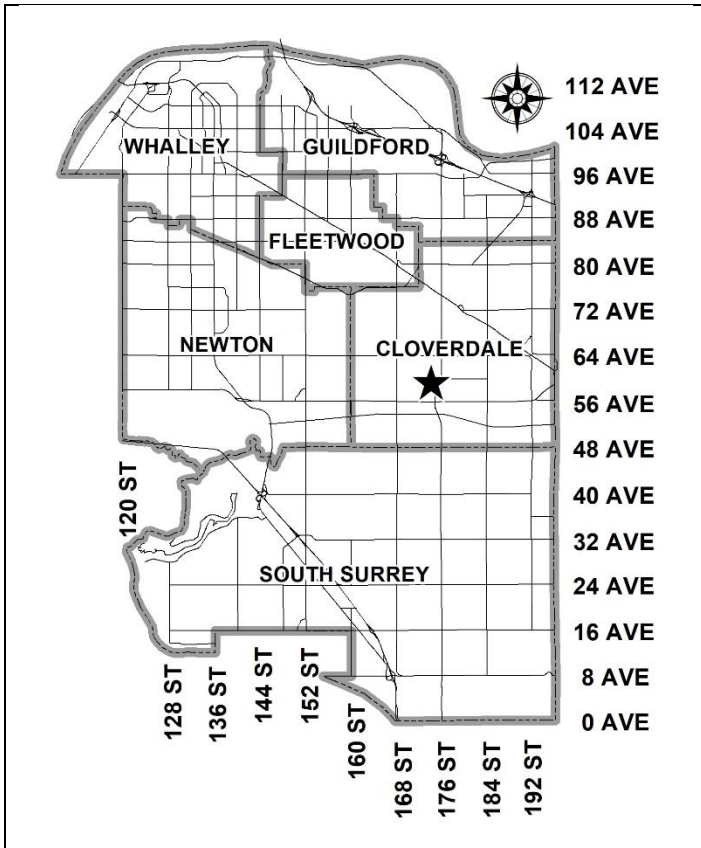 112 AVE
104 AVE
WHALLEY
GUILDFORD
96 AVE
88 AVE
FLEETWOOD
80 AVE
72 AVE
NEWTON
CLOVERDALE
64 AVE
56 AVE
48 AVE
120 ST
40 AVE
32 AVE
SOUTH SURREY
24 AVE
16 AVE
8 AVE
0 AVE
128 ST
136 ST
144 ST
152 ST
160 ST
168 ST
176 ST
184 ST
192 ST